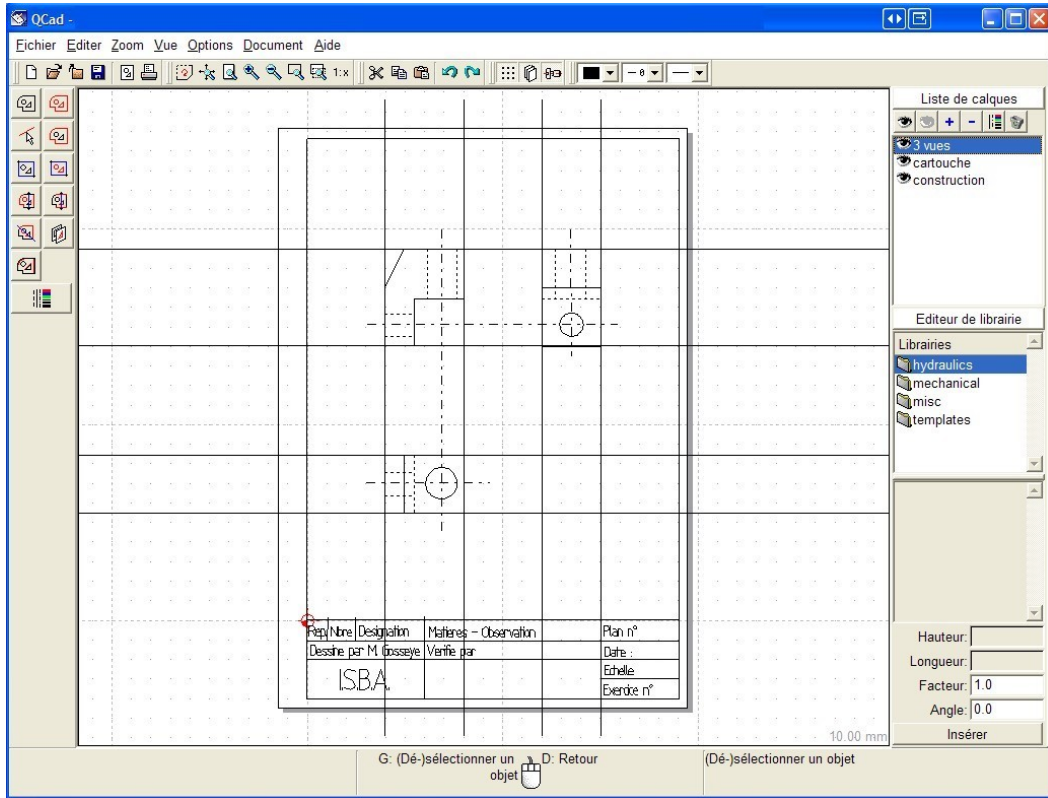 QCad -
Fichier Editer Zoom Vue Options Document Aide
1:x
- 0
Liste de calques
3 vues
cartouche
construction
Editeur de librairie
Librairies
hydraulics
mechanical
misc
templates
Rep Nbre Designation Matieres - Observation Plan n°
Dessine par M. Gosseye Verifie par Date :
I.S.B.A. Echelle
Exercice n°
Hauteur:
Longueur:
Facteur: 1.0
Angle: 0.0
10.00 mm
Insérer
G: (Dé-)sélectionner un objet D: Retour
(Dé-)sélectionner un objet